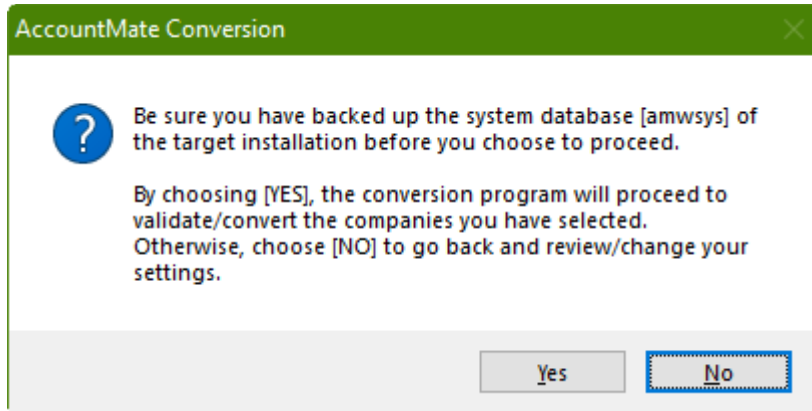 AccountMate Conversion
Be sure you have backed up the system database [amwsys] of
the target installation before you choose to proceed.
By choosing [YES], the conversion program will proceed to
validate/convert the companies you have selected.
Otherwise, choose [NO] to go back and review/change your
settings.
Yes
No